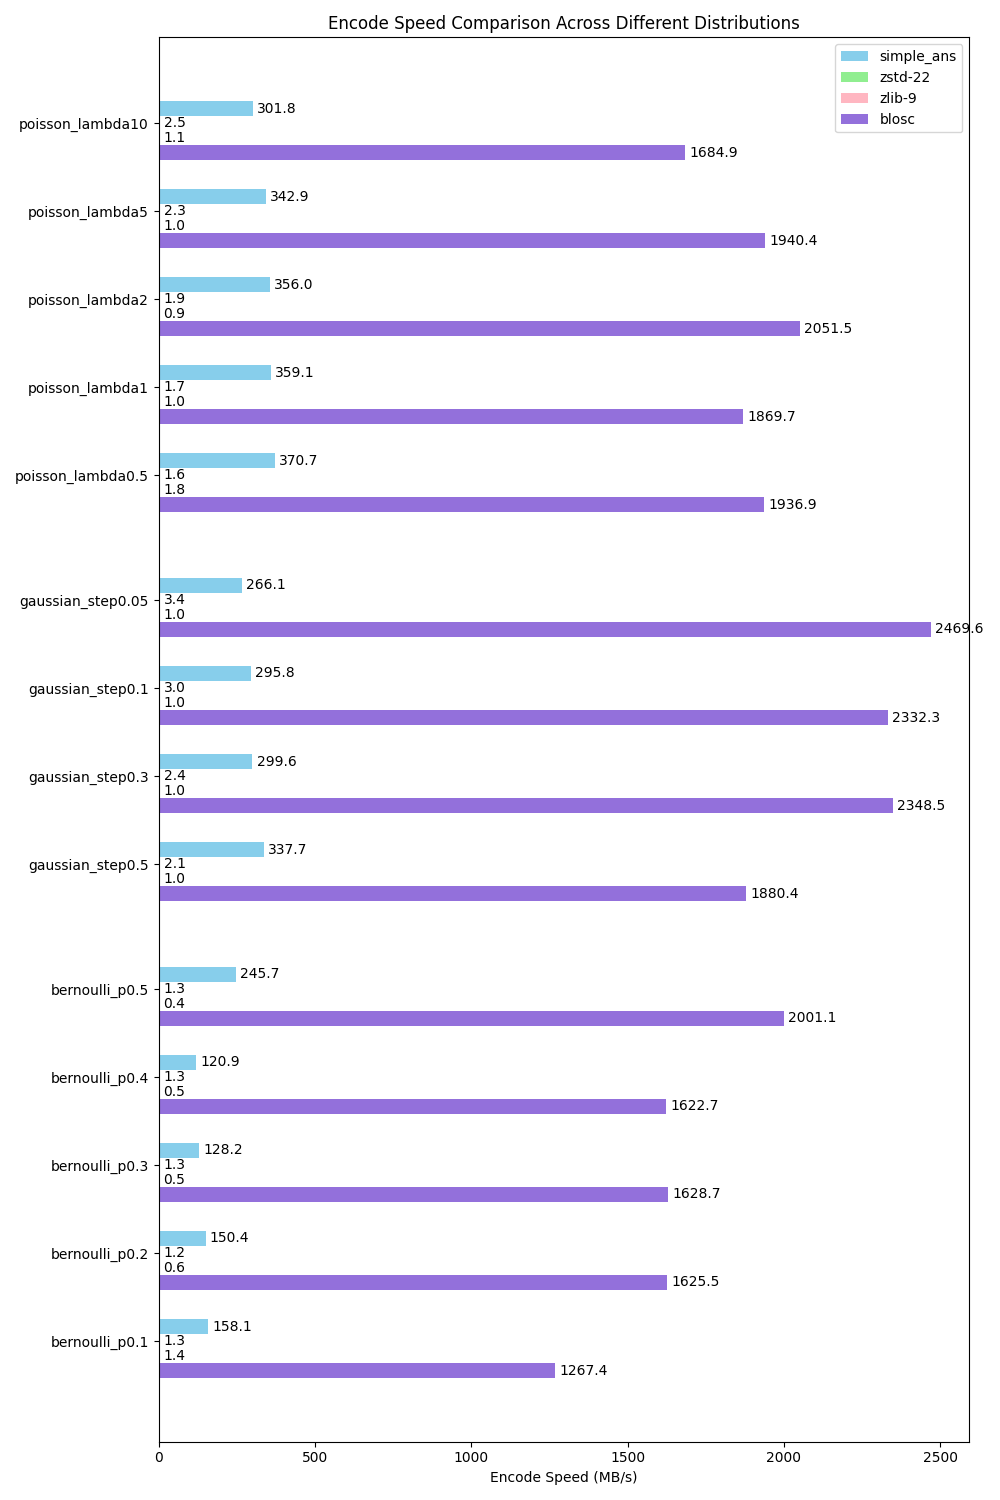 Encode Speed Comparison Across Different Distributions
simple_ans
zstd-22
zlib-9
blosc
poisson_lambda10
301.8
2.5
1.1
1684.9
poisson_lambda5
342.9
2.3
1.0
1940.4
poisson_lambda2
356.0
1.9
0.9
2051.5
poisson_lambda1
359.1
1.7
1.0
1869.7
poisson_lambda0.5
370.7
1.6
1.8
1936.9
gaussian_step0.05
266.1
3.4
1.0
2469.6
gaussian_step0.1
295.8
3.0
1.0
2332.3
gaussian_step0.3
299.6
2.4
1.0
2348.5
gaussian_step0.5
337.7
2.1
1.0
1880.4
bernoulli_p0.5
245.7
1.3
0.4
2001.1
bernoulli_p0.4
120.9
1.3
0.5
1622.7
bernoulli_p0.3
128.2
1.3
0.5
1628.7
bernoulli_p0.2
150.4
1.2
0.6
1625.5
bernoulli_p0.1
158.1
1.3
1.4
1267.4
0 500 1000 1500 2000 2500
Encode Speed (MB/s)